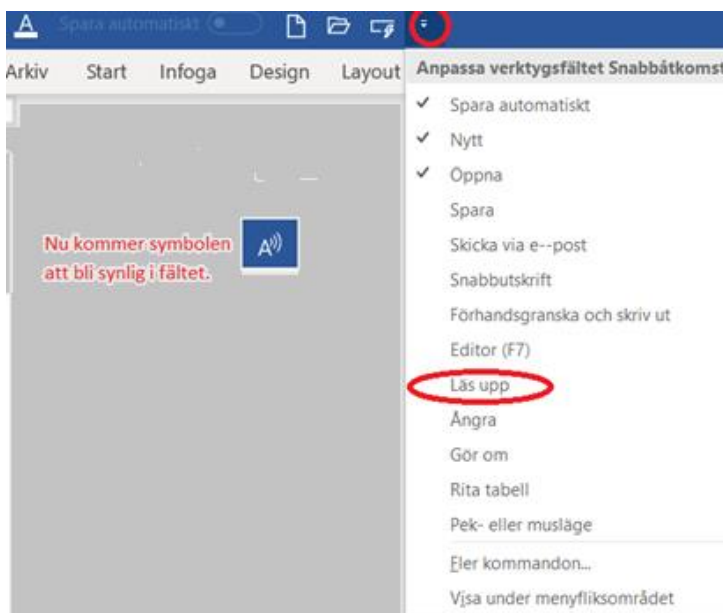 A Spara automatiskt
Arkiv Start Infoga Design Layout
Nu kommer symbolen
att bli synlig i fältet.
A
Anpassa verktygsfältet Snabbåtkomst
Spara automatiskt
Nytt
Öppna
Spara
Skicka via e--post
Snabbutskrift
Förhandsgranska och skriv ut
Editor (F7)
Läs upp
Ångra
Gör om
Rita tabell
Pek- eller musläge
Fler kommandon...
Visa under menyfliksområdet